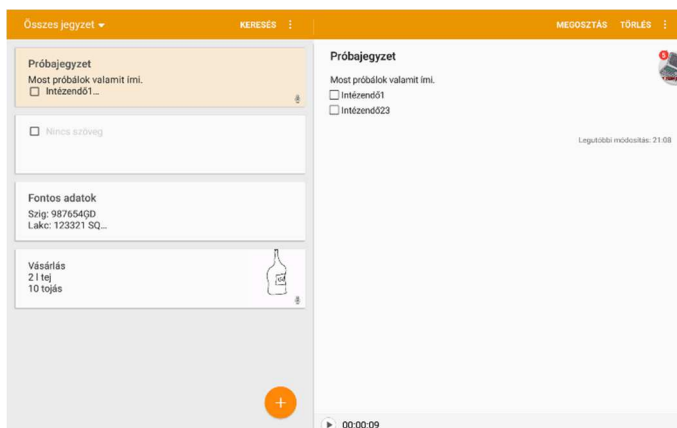 Összes jegyzet
KERESÉS
MEGOSZTÁS TÖRLÉS
Próbajegyzet
Most próbálok valamit írni.
Intézendő1...
Nincs szöveg
Fontos adatok
Szig: 987654GD
Lakc: 123321 SQ...
Vásárlás
2 l tej
10 tojás
+
Próbajegyzet
5
Most próbálok valamit írni.
Intézendő1
Intézendő23
Legutóbbi módosítás: 21:08
00:00:09